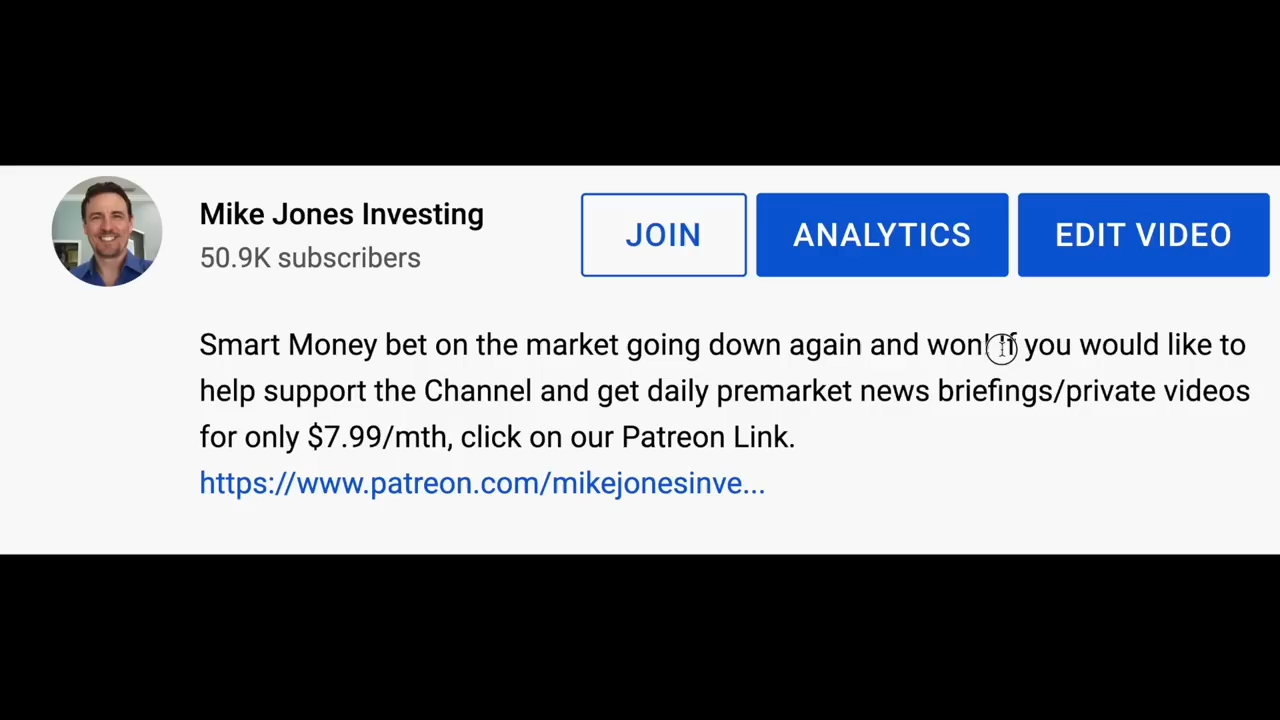 Mike Jones Investing
50.9K subscribers
JOIN
ANALYTICS
EDIT VIDEO
Smart Money bet on the market going down again and won! If you would like to
help support the Channel and get daily premarket news briefings/private videos
for only $7.99/mth, click on our Patreon Link.
https://www.patreon.com/mikejonesinve...